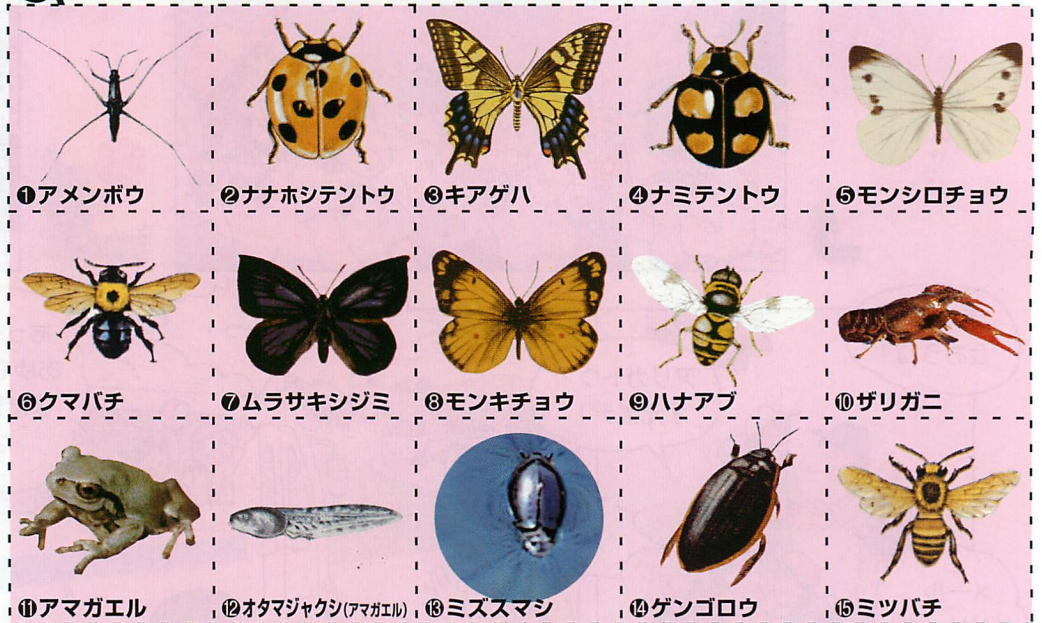 ❶アメンボウ
❷ナナホシテントウ
❸キアゲハ
❹ナミテントウ
❺モンシロチョウ
❻クマバチ
❼ムラサキシジミ
❽モンキチョウ
❾ハナアブ
❿ザリガニ
⓫アマガエル
⓬オタマジャクシ(アマガエル)
⓭ミズスマシ
⓮ゲンゴロウ
⓯ミツバチ